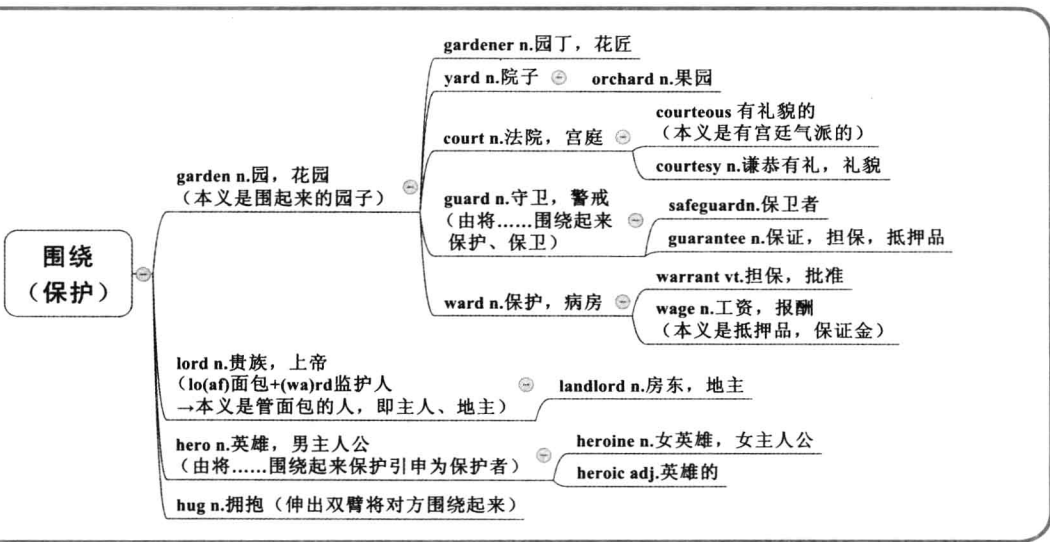 围绕
（保护）
garden n.园，花园
（本义是围起来的园子）
gardener n.园丁，花匠
yard n.院子
orchard n.果园
court n.法院，宫庭
courteous 有礼貌的
（本义是有宫廷气派的）
courtesy n.谦恭有礼，礼貌
guard n.守卫，警戒
（由将……围绕起来
保护、保卫）
safeguardn.保卫者
guarantee n.保证，担保，抵押品
ward n.保护，病房
warrant vt.担保，批准
wage n.工资，报酬
（本义是抵押品，保证金）
lord n.贵族，上帝
（lo(af)面包+(wa)rd监护人
→本义是管面包的人，即主人、地主）
landlord n.房东，地主
hero n.英雄，男主人公
（由将……围绕起来保护引申为保护者）
heroine n.女英雄，女主人公
heroic adj.英雄的
hug n.拥抱（伸出双臂将对方围绕起来）